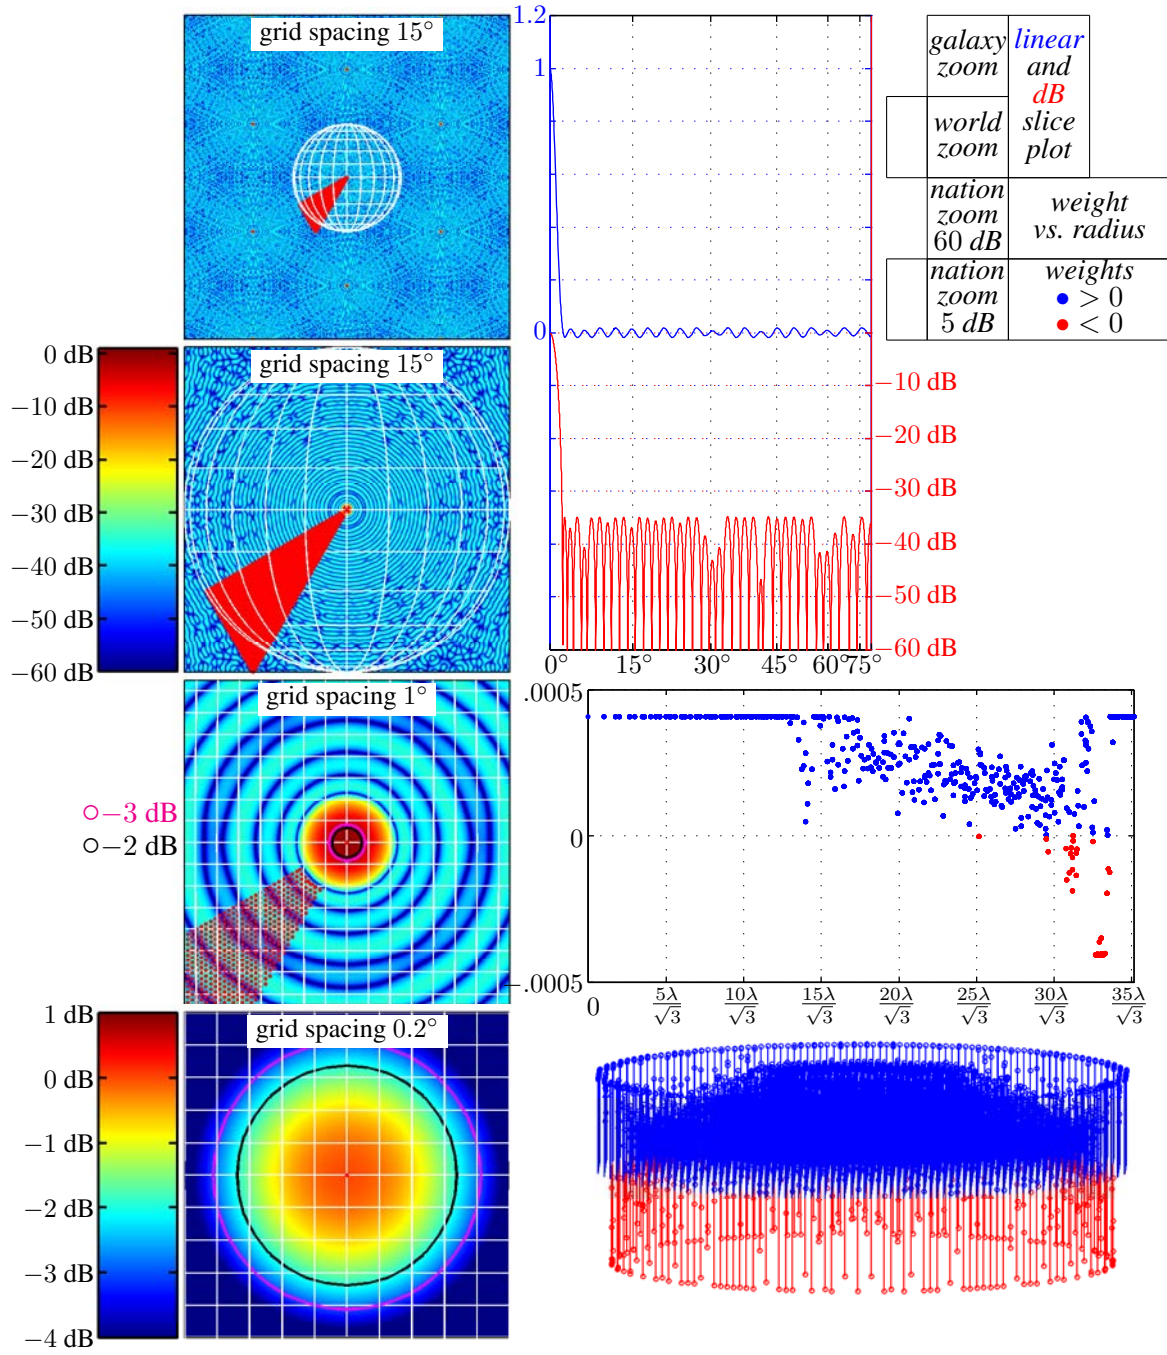 grid spacing 15°
1.2
1
0
−10 dB
−20 dB
−30 dB
−40 dB
−50 dB
−60 dB
0° 15° 30° 45° 60° 75°
galaxy zoom
linear and dB slice plot
world zoom
nation zoom 60 dB
weight vs. radius
nation zoom 5 dB
weights
> 0
< 0
grid spacing 15°
0 dB
−10 dB
−20 dB
−30 dB
−40 dB
−50 dB
−60 dB
grid spacing 1°
−3 dB
−2 dB
.0005
0
−.0005
0 5λ/√3 10λ/√3 15λ/√3 20λ/√3 25λ/√3 30λ/√3 35λ/√3
grid spacing 0.2°
1 dB
0 dB
−1 dB
−2 dB
−3 dB
−4 dB